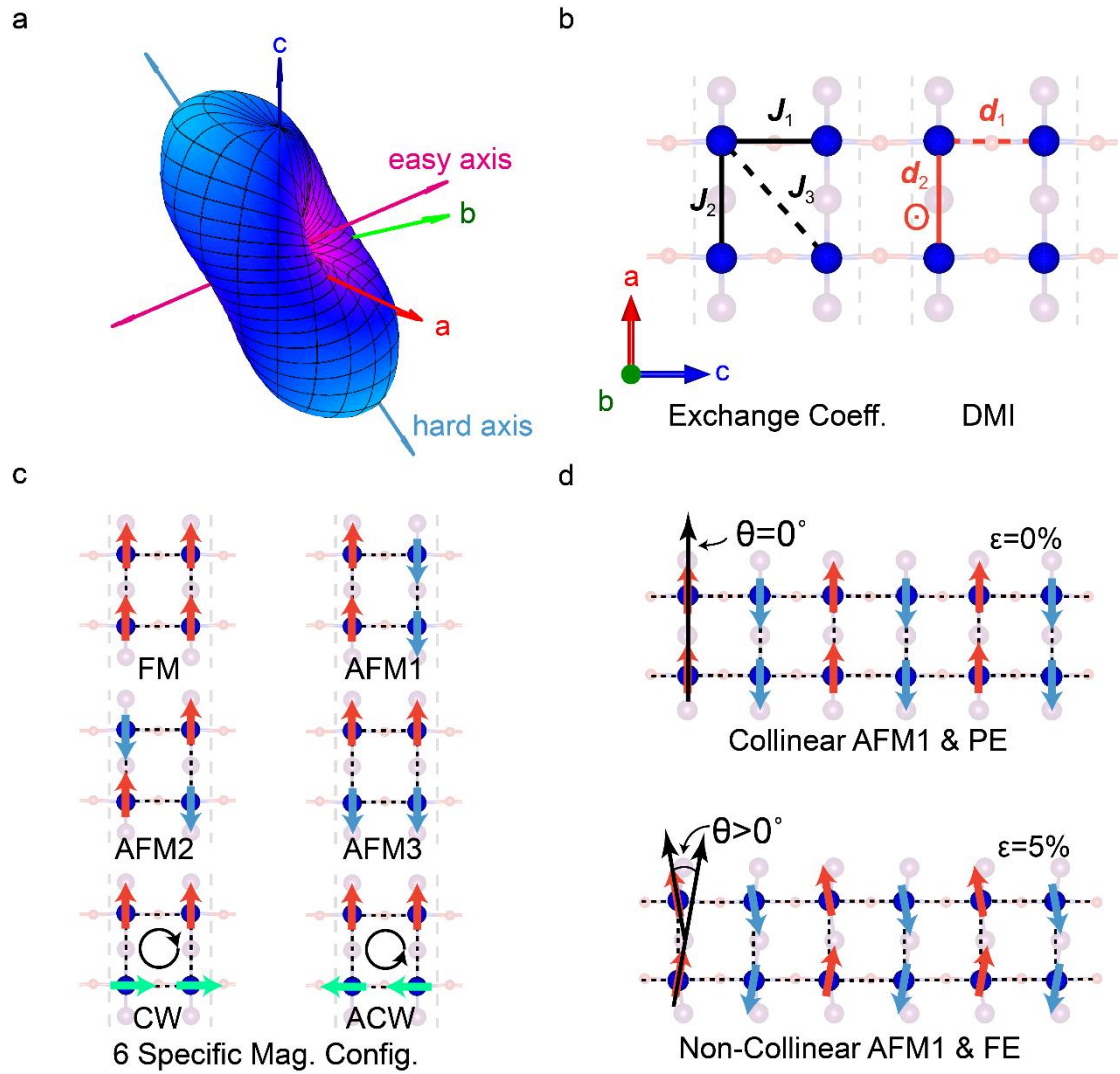 a
c
easy axis
b
a
hard axis
b
J1
d1
J2
J3
d2
a
b
c
Exchange Coeff.
DMI
c
FM
AFM1
AFM2
AFM3
CW
ACW
6 Specific Mag. Config.
d
θ=0°
ε=0%
Collinear AFM1 & PE
θ>0°
ε=5%
Non-Collinear AFM1 & FE